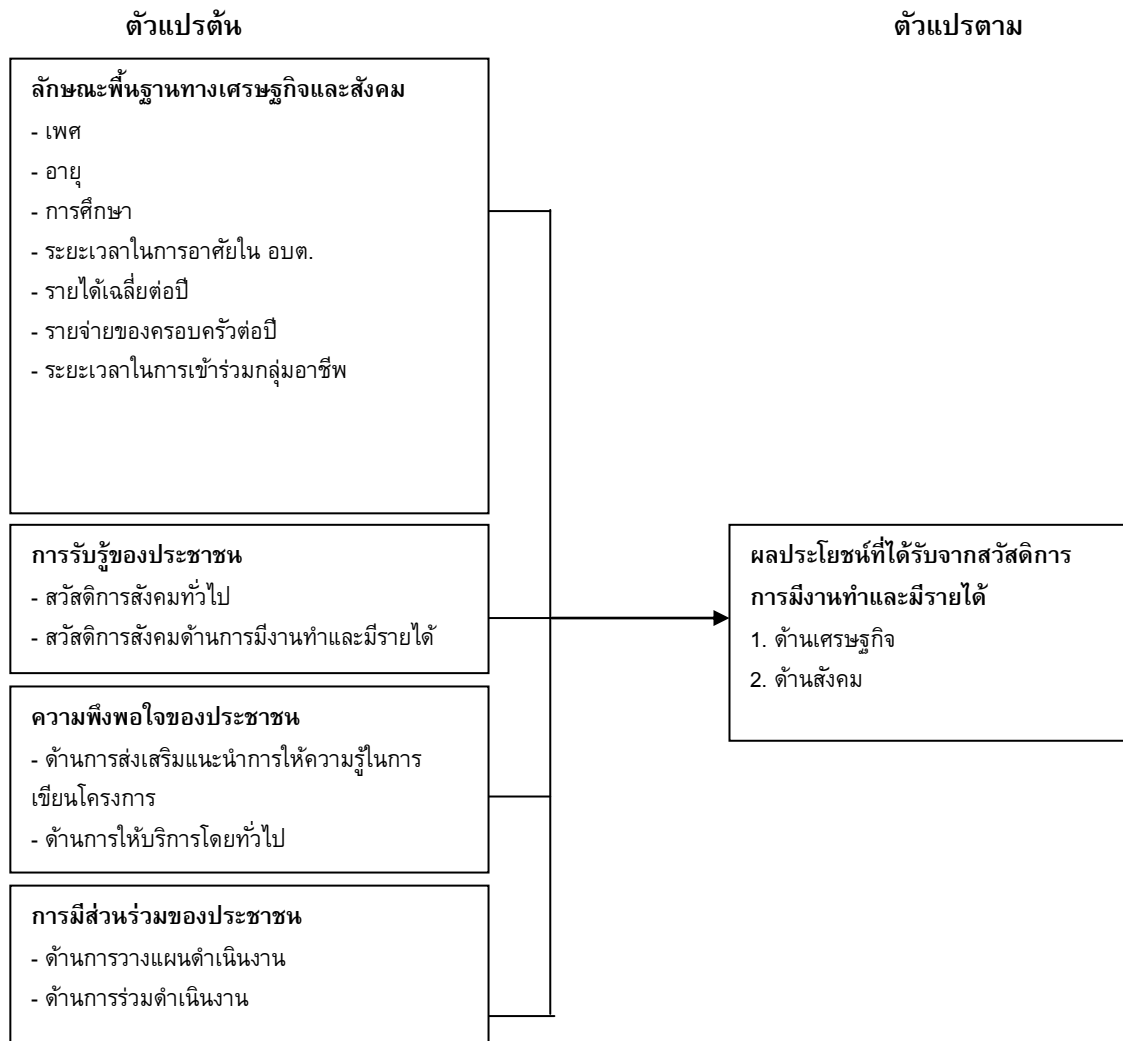 ตัวแปรต้น
ตัวแปรตาม
ลักษณะพื้นฐานทางเศรษฐกิจและสังคม
- เพศ
- อายุ
- การศึกษา
- ระยะเวลาในการอาศัยใน อบต.
- รายได้เฉลี่ยต่อปี
- รายจ่ายของครอบครัวต่อปี
- ระยะเวลาในการเข้าร่วมกลุ่มอาชีพ
การรับรู้ของประชาชน
- สวัสดิการสังคมทั่วไป
- สวัสดิการสังคมด้านการมีงานทำและมีรายได้
ความพึงพอใจของประชาชน
- ด้านการส่งเสริมแนะนำการให้ความรู้ในการ
เขียนโครงการ
- ด้านการให้บริการโดยทั่วไป
การมีส่วนร่วมของประชาชน
- ด้านการวางแผนดำเนินงาน
- ด้านการร่วมดำเนินงาน
ผลประโยชน์ที่ได้รับจากสวัสดิการ
การมีงานทำและมีรายได้
1. ด้านเศรษฐกิจ
2. ด้านสังคม